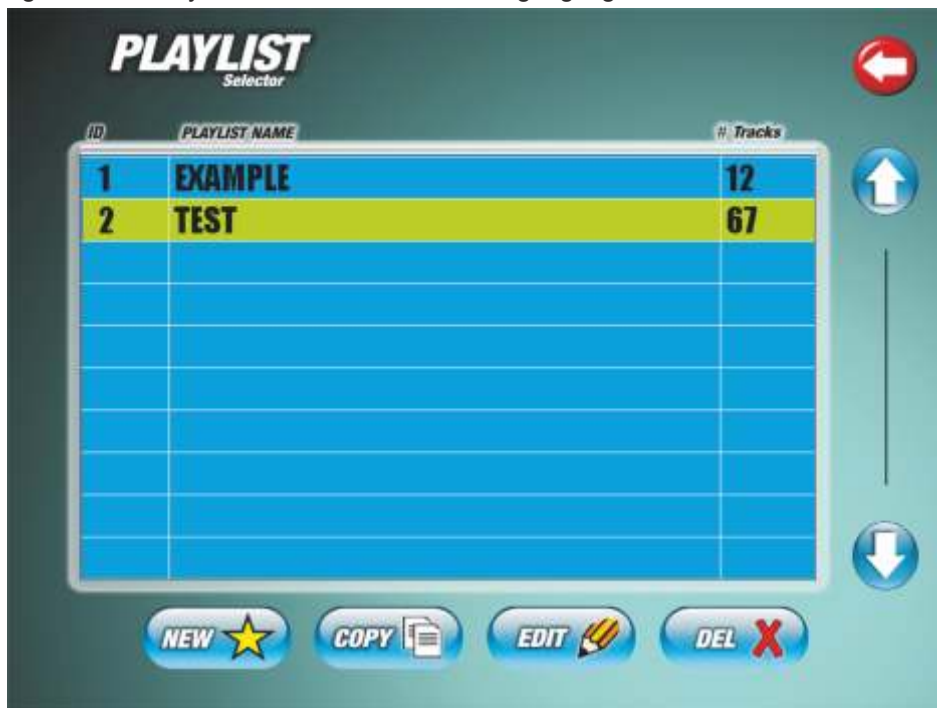 PLAYLIST
Selector
ID PLAYLIST NAME # Tracks
1 EXAMPLE 12
2 TEST 67
NEW COPY EDIT DEL